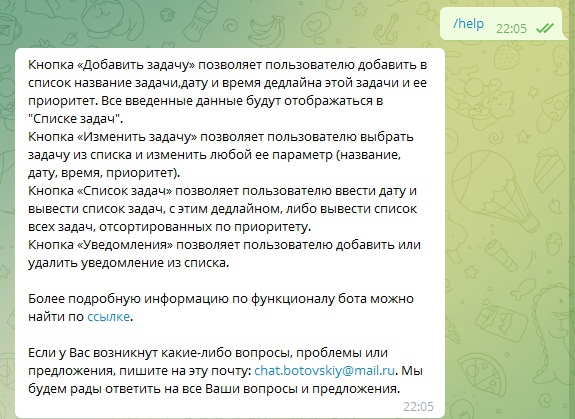 /help
22:05
Кнопка «Добавить задачу» позволяет пользователю добавить в
список название задачи,дату и время дедлайна этой задачи и ее
приоритет. Все введенные данные будут отображаться в
"Списке задач".
Кнопка «Изменить задачу» позволяет пользователю выбрать
задачу из списка и изменить любой ее параметр (название,
дату, время, приоритет).
Кнопка «Список задач» позволяет пользователю ввести дату и
вывести список задач, с этим дедлайном, либо вывести список
всех задач, отсортированных по приоритету.
Кнопка «Уведомления» позволяет пользователю добавить или
удалить уведомление из списка.
Более подробную информацию по функционалу бота можно
найти по ссылке.
Если у Вас возникнут какие-либо вопросы, проблемы или
предложения, пишите на эту почту: chat.botovskiy@mail.ru. Мы
будем рады ответить на все Ваши вопросы и предложения.
22:05